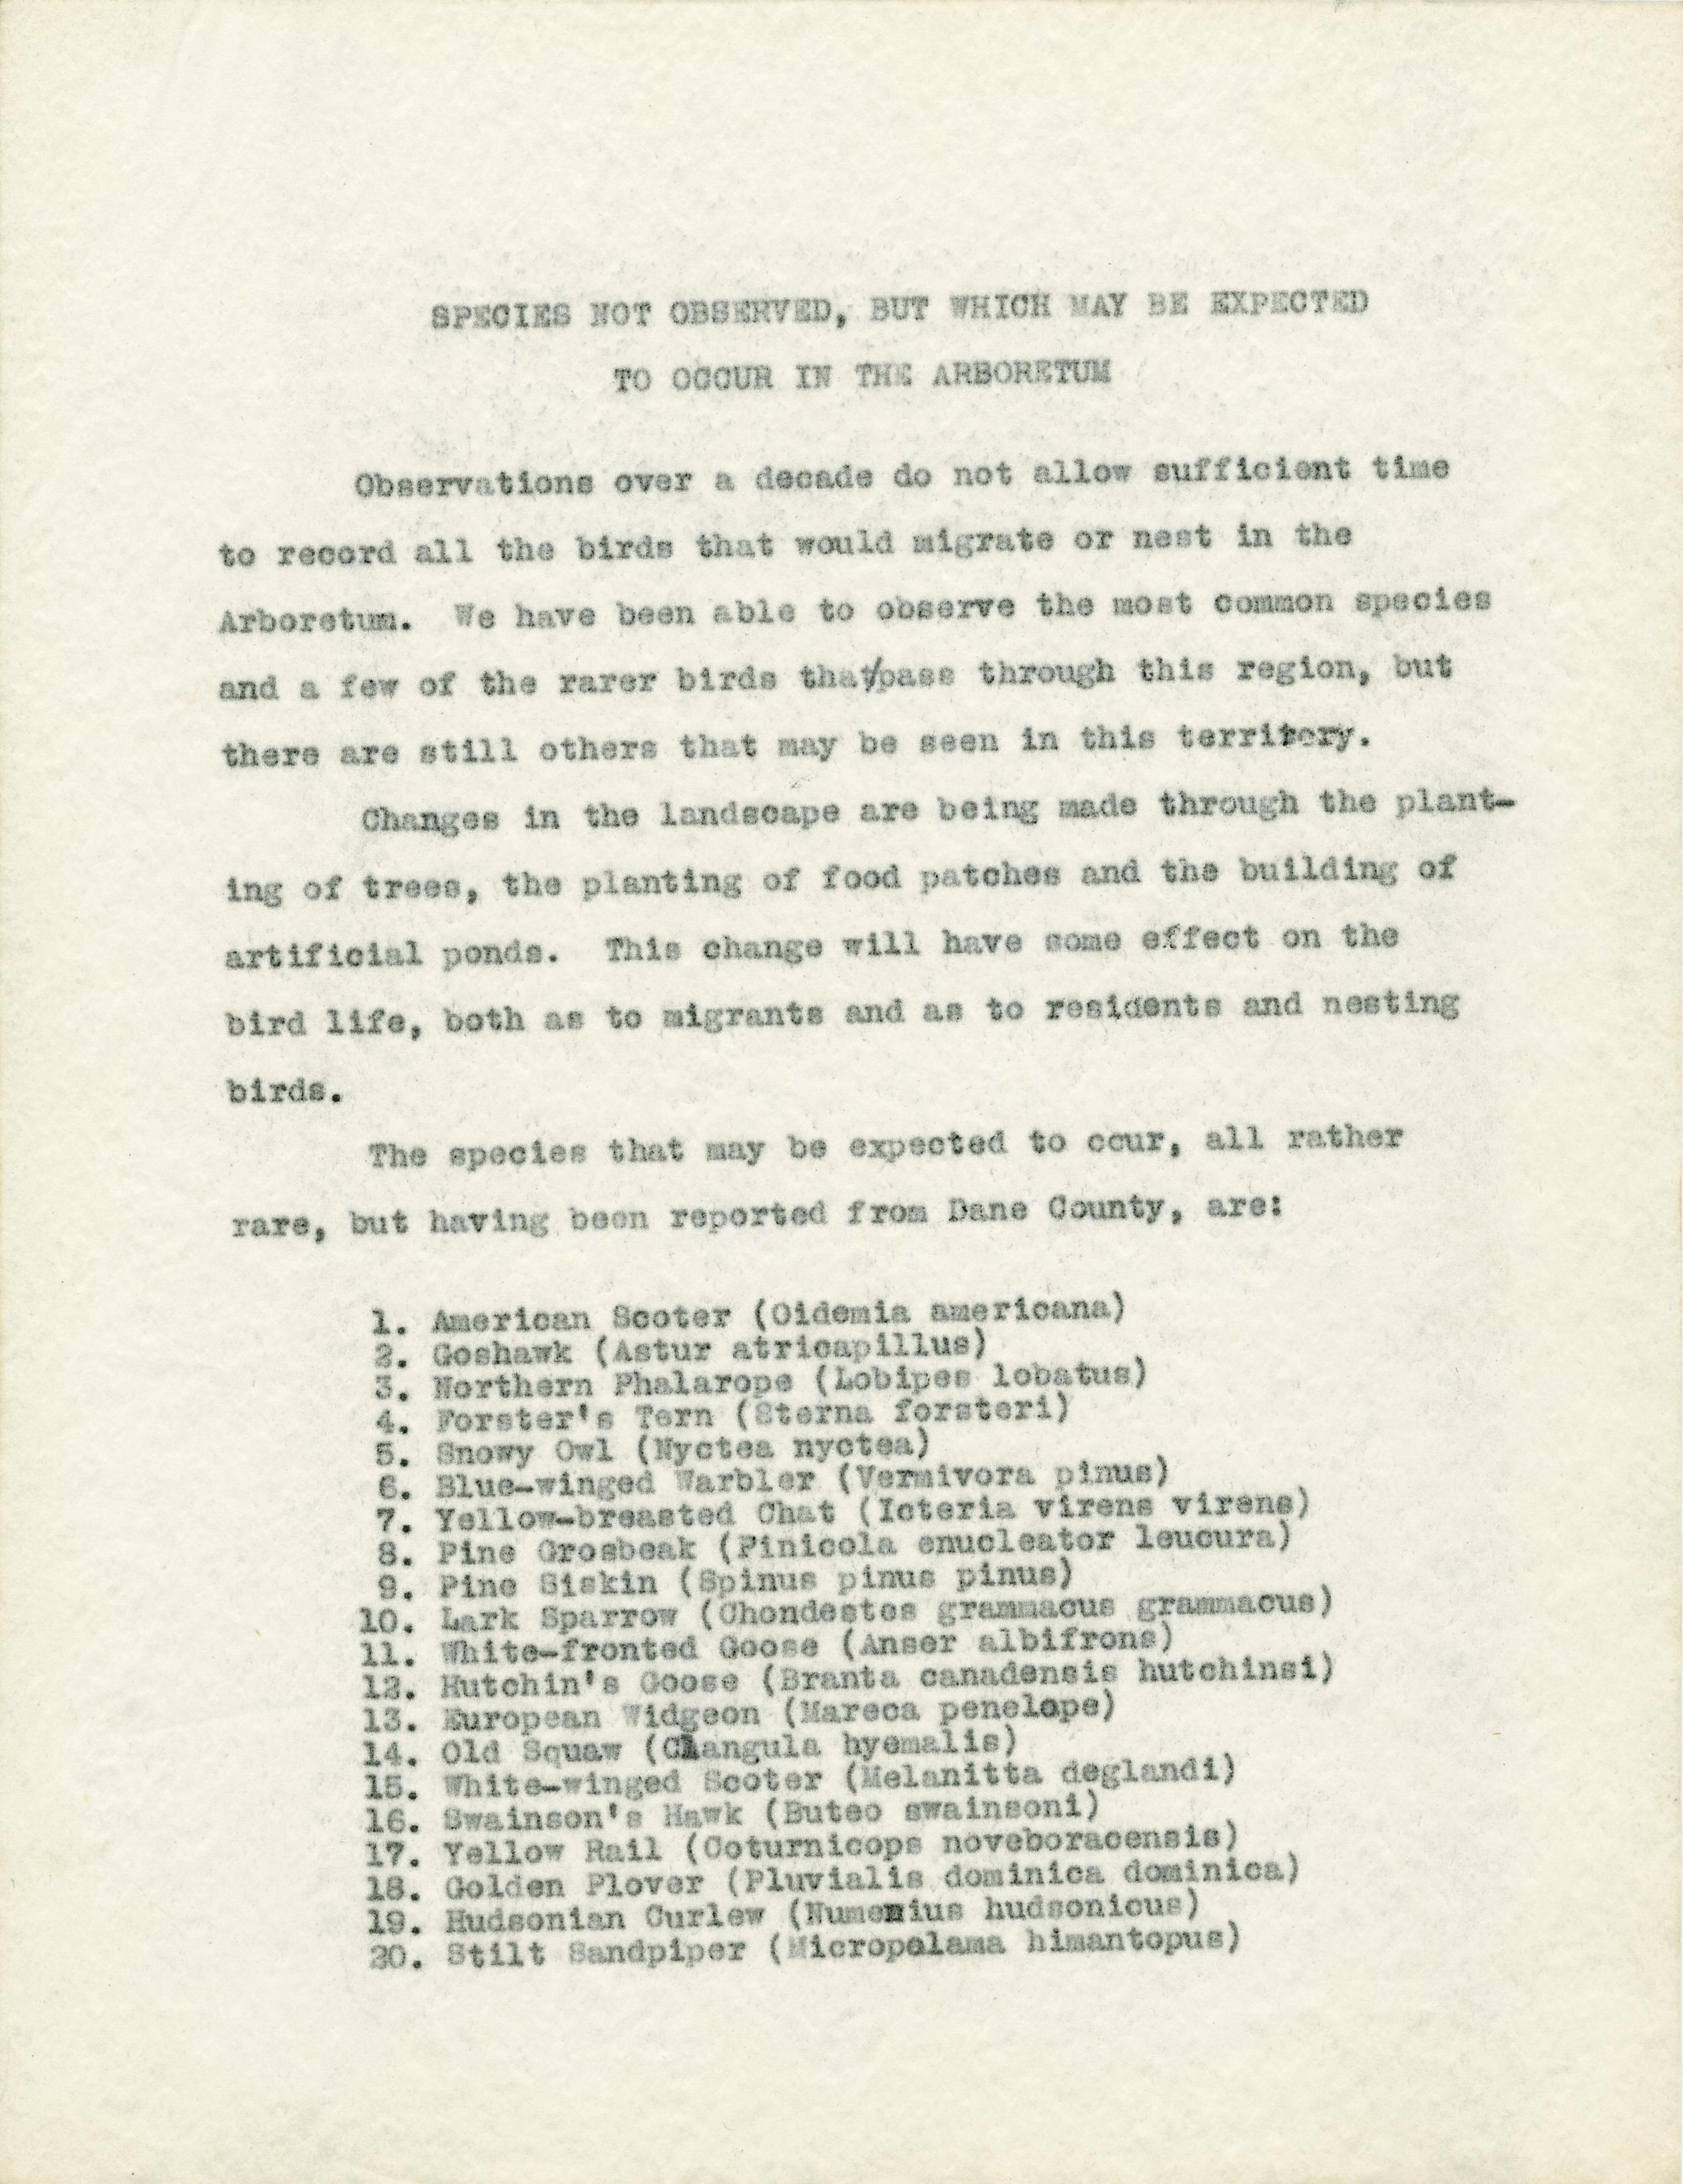 SPECIES NOT OBSERVED, BUT WHICH MAY BE EXPECTED
TO OCCUR IN THE ARBORETUM
Observations over a decade do not allow sufficient time
to record all the birds that would migrate or nest in the
Arboretum. We have been able to observe the most common species
and a few of the rarer birds that/pass through this region, but
there are still others that may be seen in this territory.
Changes in the landscape are being made through the plant-
ing of trees, the planting of food patches and the building of
artificial ponds. This change will have some effect on the
bird life, both as to migrants and as to residents and nesting
birds.
The species that may be expected to ccur, all rather
rare, but having been reported from Dane County, are:
1. American Scoter (Oidemia americana)
2. Goshawk (Astur atricapillus)
3. Northern Phalarope (Lobipes lobatus)
4. Forster's Tern (Sterna forsteri)
5. Snowy Owl (Nyctea nyctea)
6. Blue-winged Warbler (Vermivora pinus)
7. Yellow-breasted Chat (Icteria virens virens)
8. Pine Grosbeak (Pinicola enucleator leucura)
9. Pine Siskin (Spinus pinus pinus)
10. Lark Sparrow (Chondestes grammacus grammacus)
11. White-fronted Goose (Anser albifrons)
12. Hutchin's Goose (Branta canadensis hutchinsi)
13. European Widgeon (Mareca penelope)
14. Old Squaw (Clangula hyemalis)
15. White-winged Scoter (Melanitta deglandi)
16. Swainson's Hawk (Buteo swainsoni)
17. Yellow Rail (Coturnicops noveboracensis)
18. Golden Plover (Pluvialis dominica dominica)
19. Hudsonian Curlew (Numenius hudsonicus)
20. Stilt Sandpiper (Micropalama himantopus)